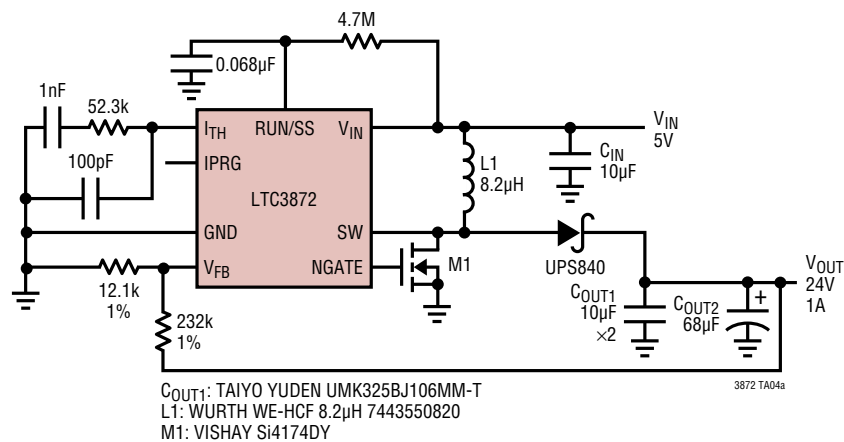 4.7M
0.068µF
1nF
52.3k
100pF
I_TH
RUN/SS
V_IN
IPRG
LTC3872
GND
SW
V_FB
NGATE
L1
8.2µH
C_IN
10µF
V_IN
5V
M1
UPS840
12.1k
1%
232k
1%
C_OUT1
10µF
×2
C_OUT2
68µF
+
V_OUT
24V
1A
3872 TA04a
C_OUT1: TAIYO YUDEN UMK325BJ106MM-T
L1: WURTH WE-HCF 8.2µH 7443550820
M1: VISHAY Si4174DY